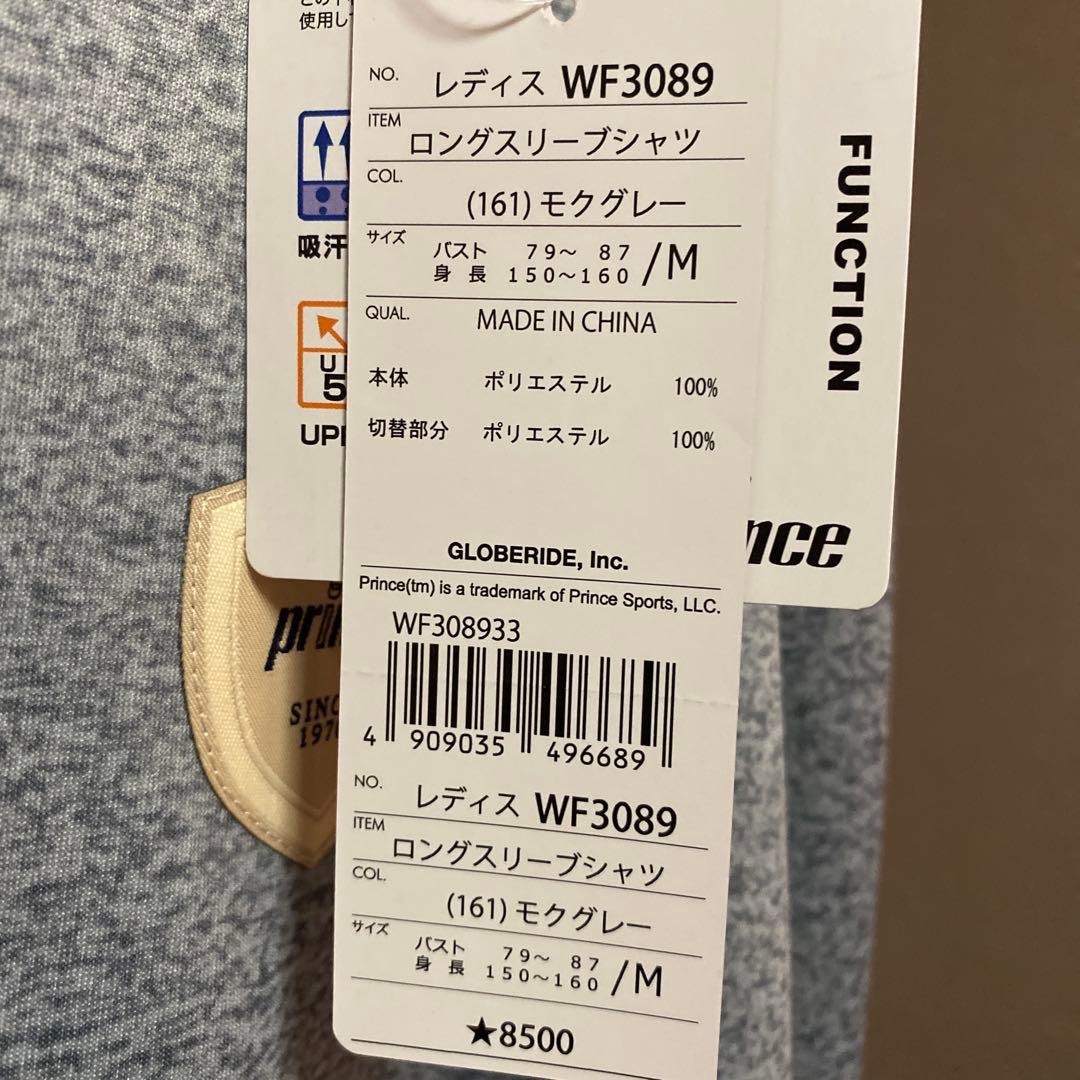 使用し
吸汗
5
UP
FUNCTION
nce
NO. レディス WF3089
ITEM ロングスリーブシャツ
COL. (161) モクグレー
サイズ バスト 79～ 87 /M
身長 150～160
QUAL. MADE IN CHINA
本体 ポリエステル 100%
切替部分 ポリエステル 100%
GLOBERIDE, Inc.
Prince(tm) is a trademark of Prince Sports, LLC.
WF308933
4 909035 496689
NO. レディス WF3089
ITEM ロングスリーブシャツ
COL. (161) モクグレー
サイズ バスト 79～ 87 /M
身長 150～160
★8500
prin
SINC
197